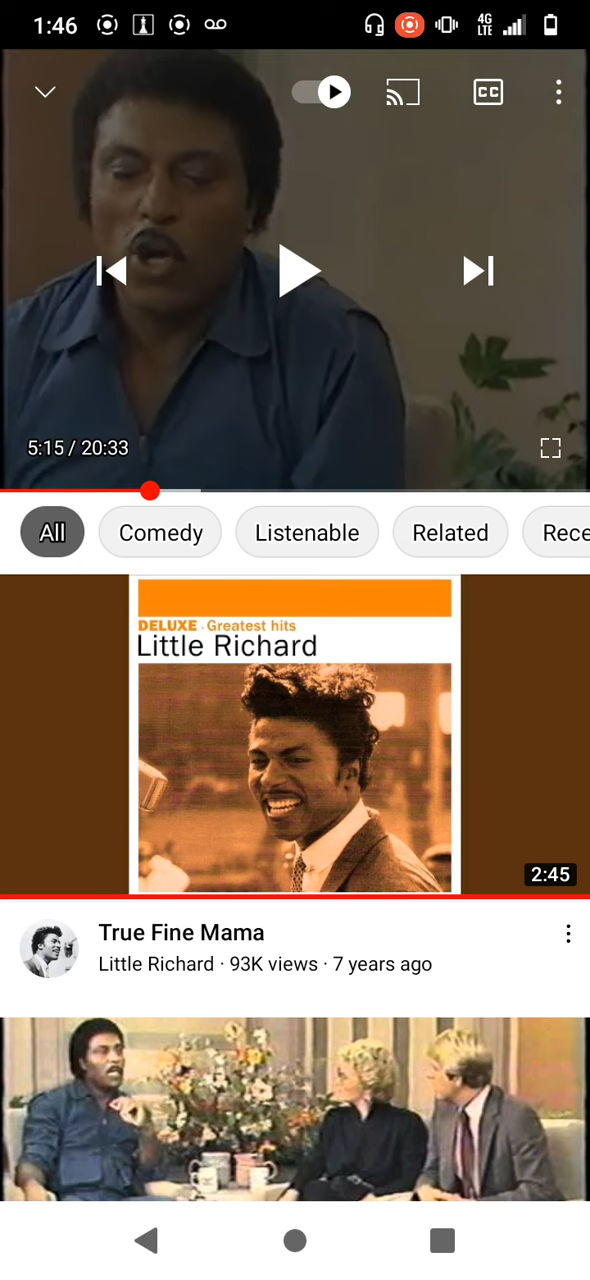 1:46
4G
LTE
CC
5:15 / 20:33
All
Comedy
Listenable
Related
Rece
DELUXE · Greatest hits
Little Richard
2:45
True Fine Mama
Little Richard · 93K views · 7 years ago